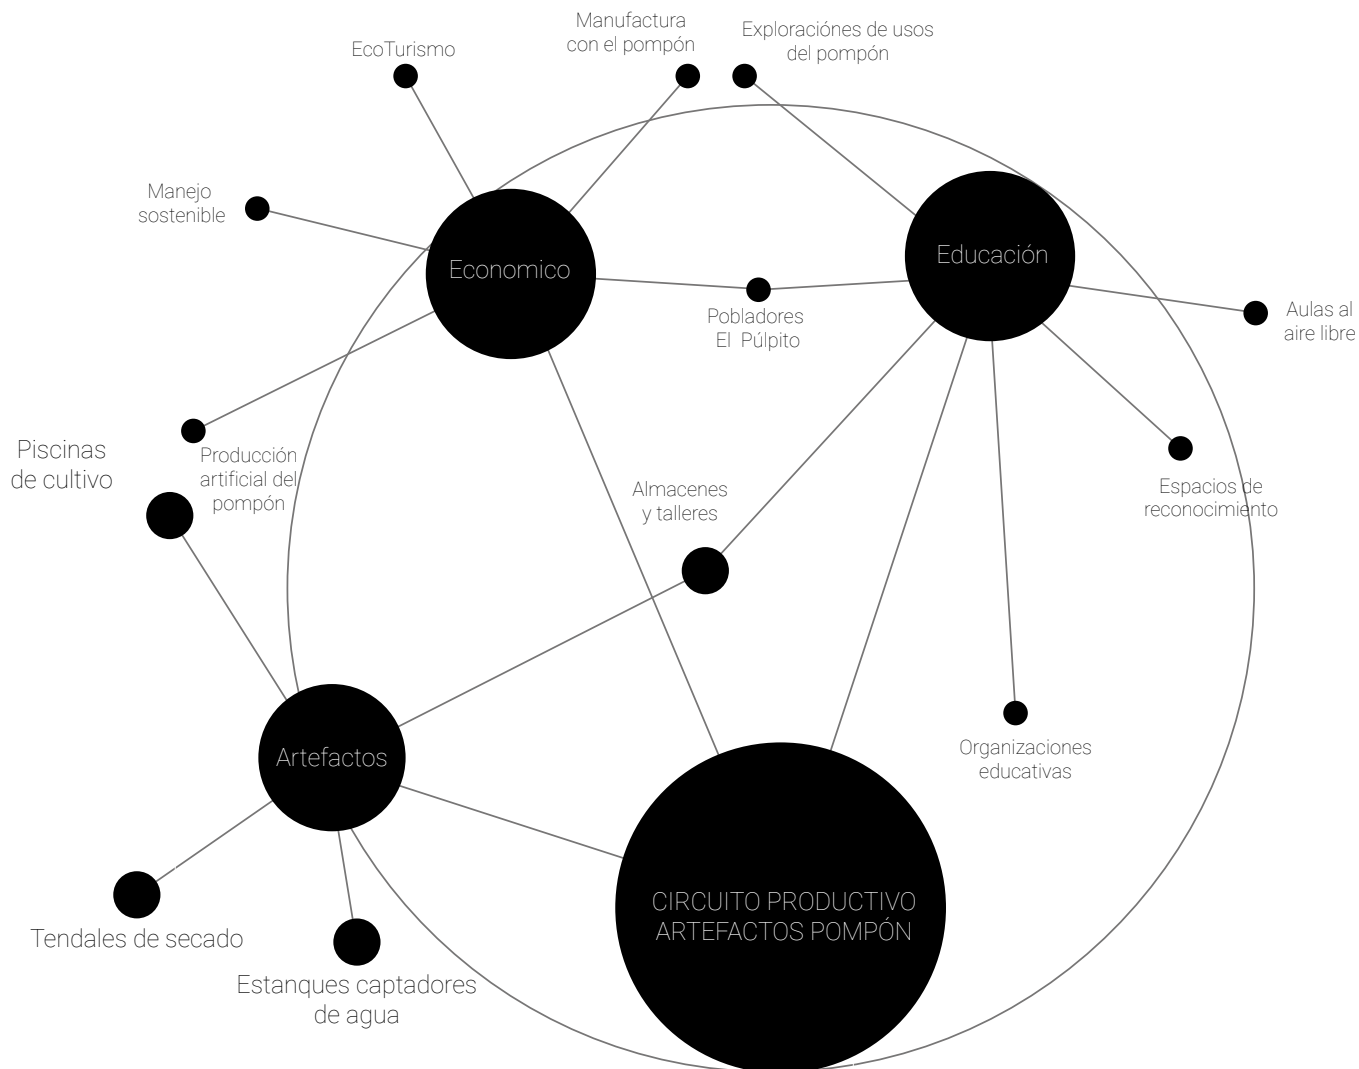 Manufactura
con el pompón
Exploraciónes de usos
del pompón
EcoTurismo
Manejo
sostenible
Economico
Educación
Pobladores
El Púlpito
Aulas al
aire libre
Piscinas
de cultivo
Producción
artificial del
pompón
Almacenes
y talleres
Espacios de
reconocimiento
Artefactos
Organizaciones
educativas
CIRCUITO PRODUCTIVO
ARTEFACTOS POMPÓN
Tendales de secado
Estanques captadores
de agua